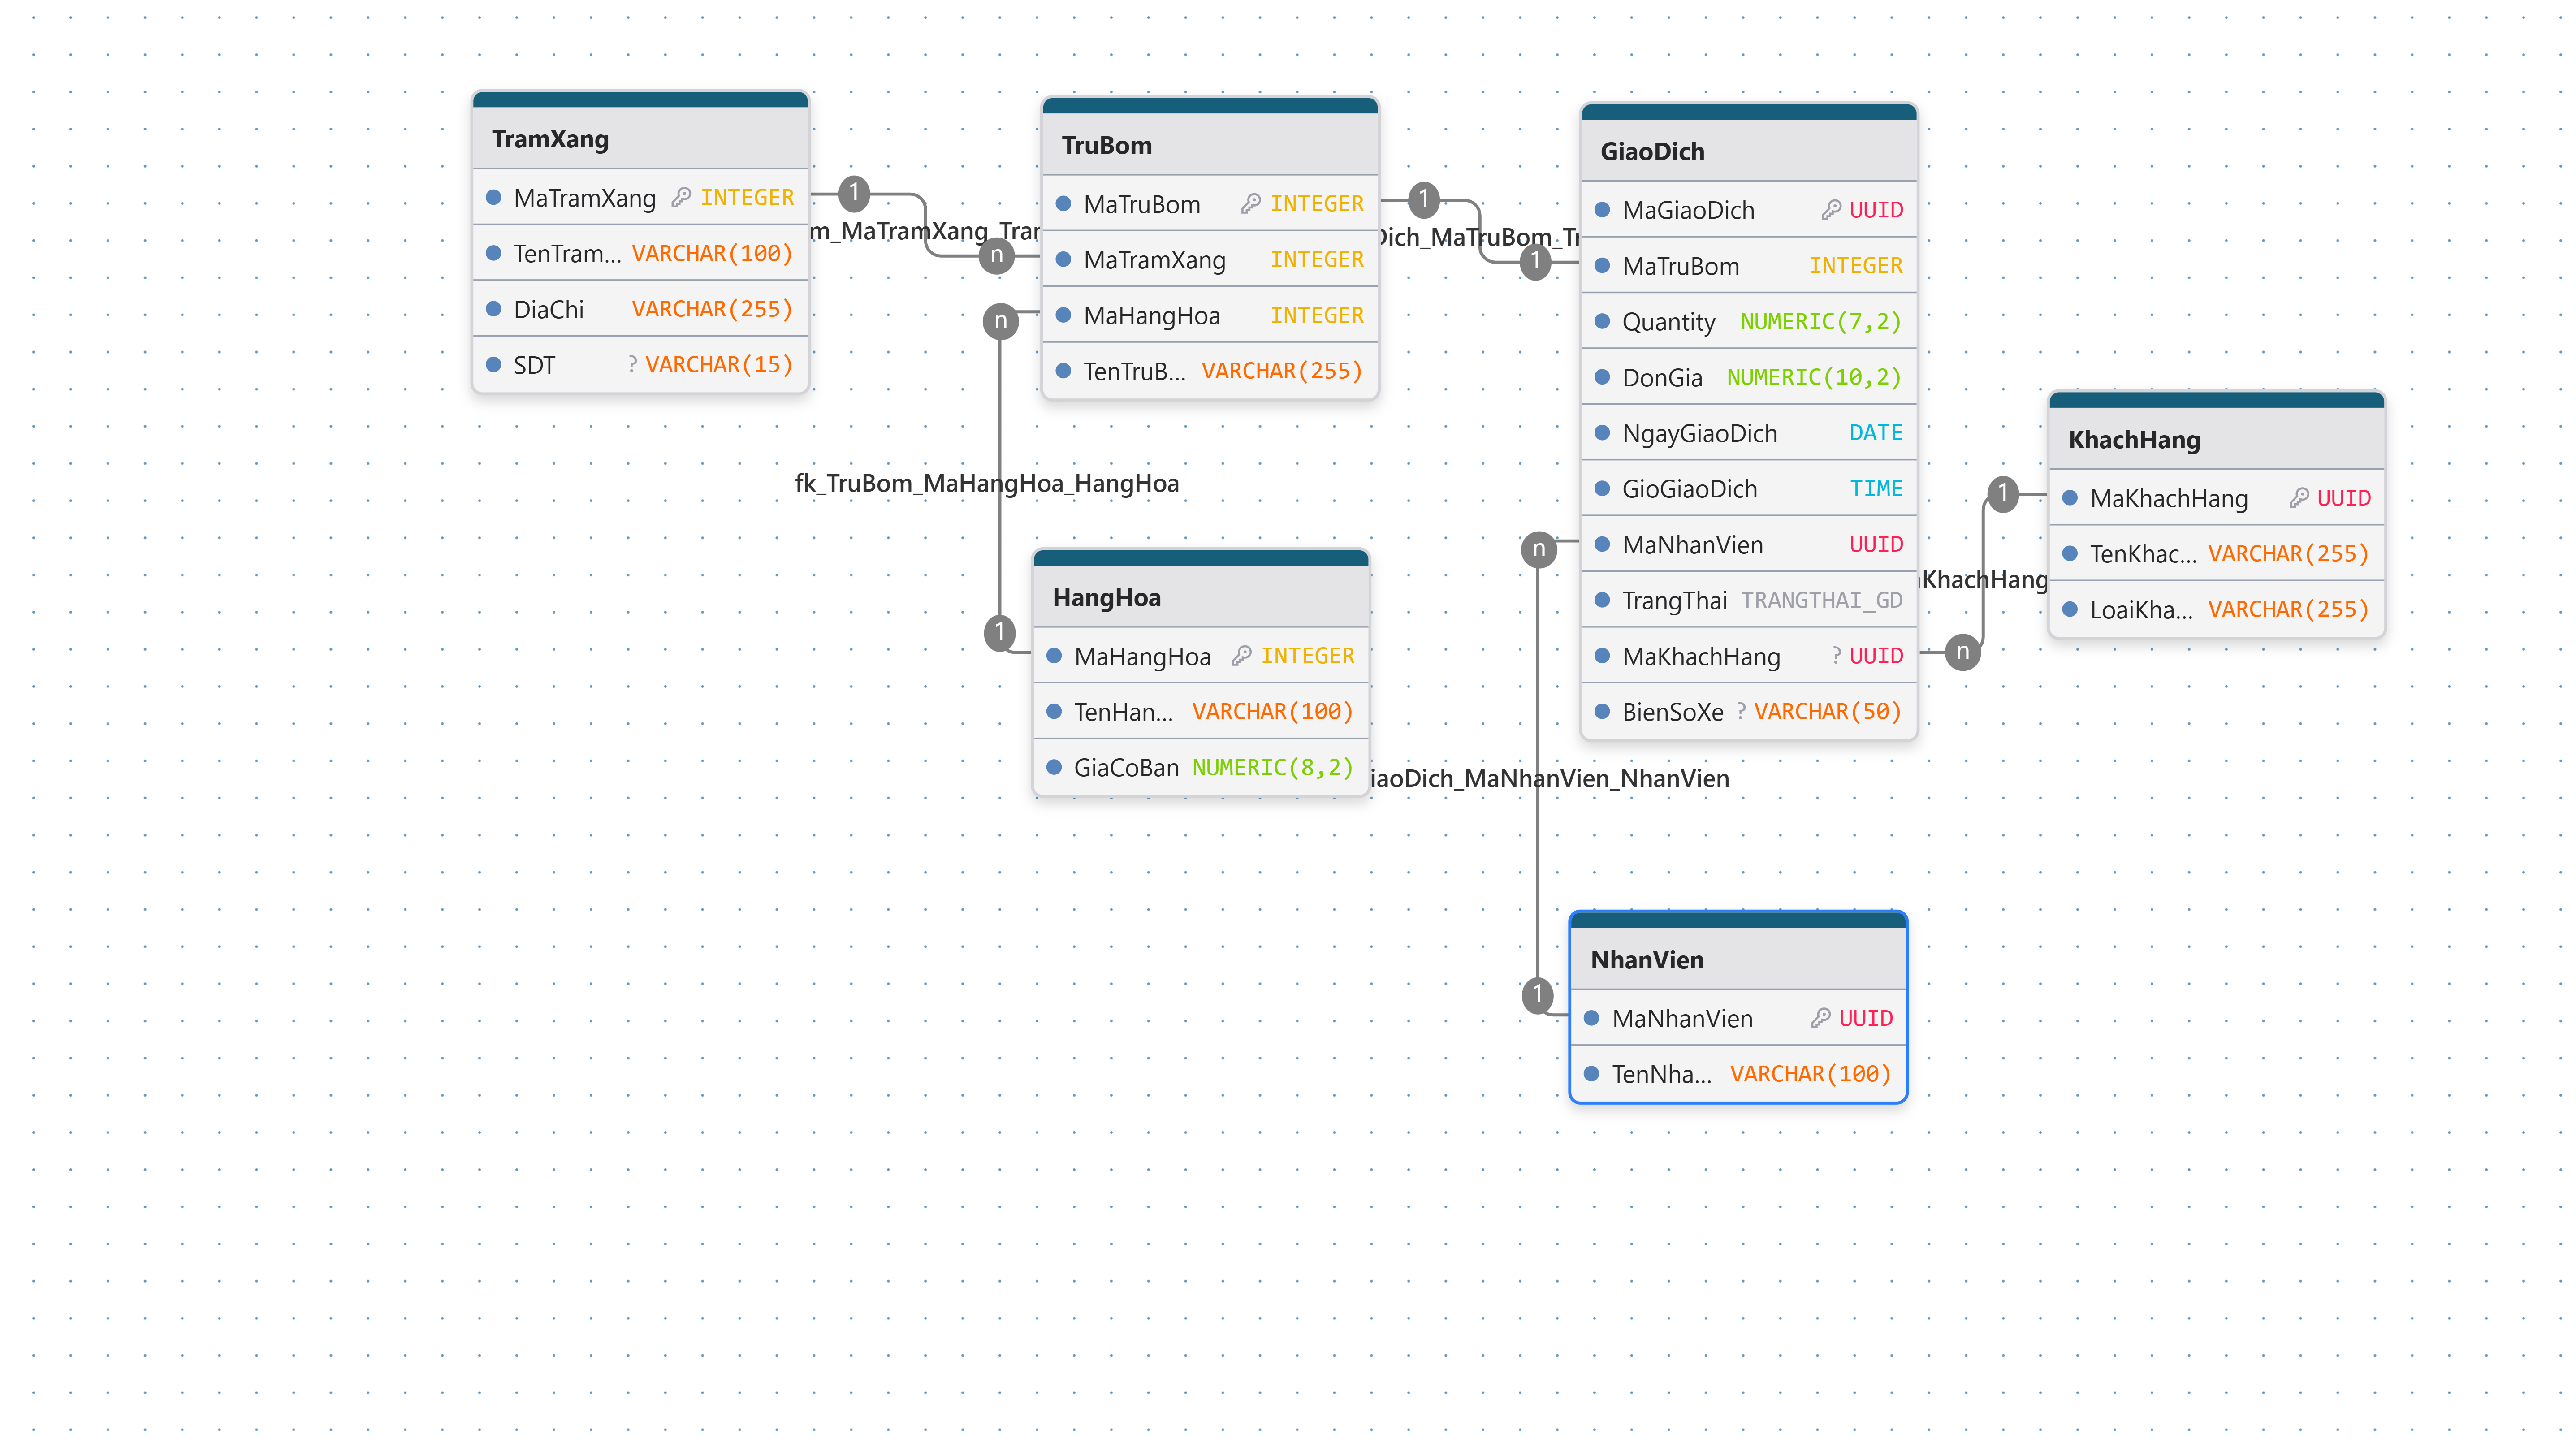 TramXang
MaTramXang INTEGER
TenTram... VARCHAR(100)
DiaChi VARCHAR(255)
SDT ? VARCHAR(15)
1
m_MaTramXang_Tram
n
TruBom
MaTruBom INTEGER
MaTramXang INTEGER
MaHangHoa INTEGER
TenTruB... VARCHAR(255)
n
fk_TruBom_MaHangHoa_HangHoa
1
HangHoa
MaHangHoa INTEGER
TenHan... VARCHAR(100)
GiaCoBan NUMERIC(8,2)
1
Dich_MaTruBom_Tr
1
GiaoDich
MaGiaoDich UUID
MaTruBom INTEGER
Quantity NUMERIC(7,2)
DonGia NUMERIC(10,2)
NgayGiaoDich DATE
GioGiaoDich TIME
MaNhanVien UUID
TrangThai TRANGTHAI_GD
MaKhachHang ? UUID
BienSoXe ? VARCHAR(50)
n
iaoDich_MaNhanVien_NhanVien
1
NhanVien
MaNhanVien UUID
TenNha... VARCHAR(100)
1
KhachHang
n
KhachHang
MaKhachHang UUID
TenKhac... VARCHAR(255)
LoaiKha... VARCHAR(255)